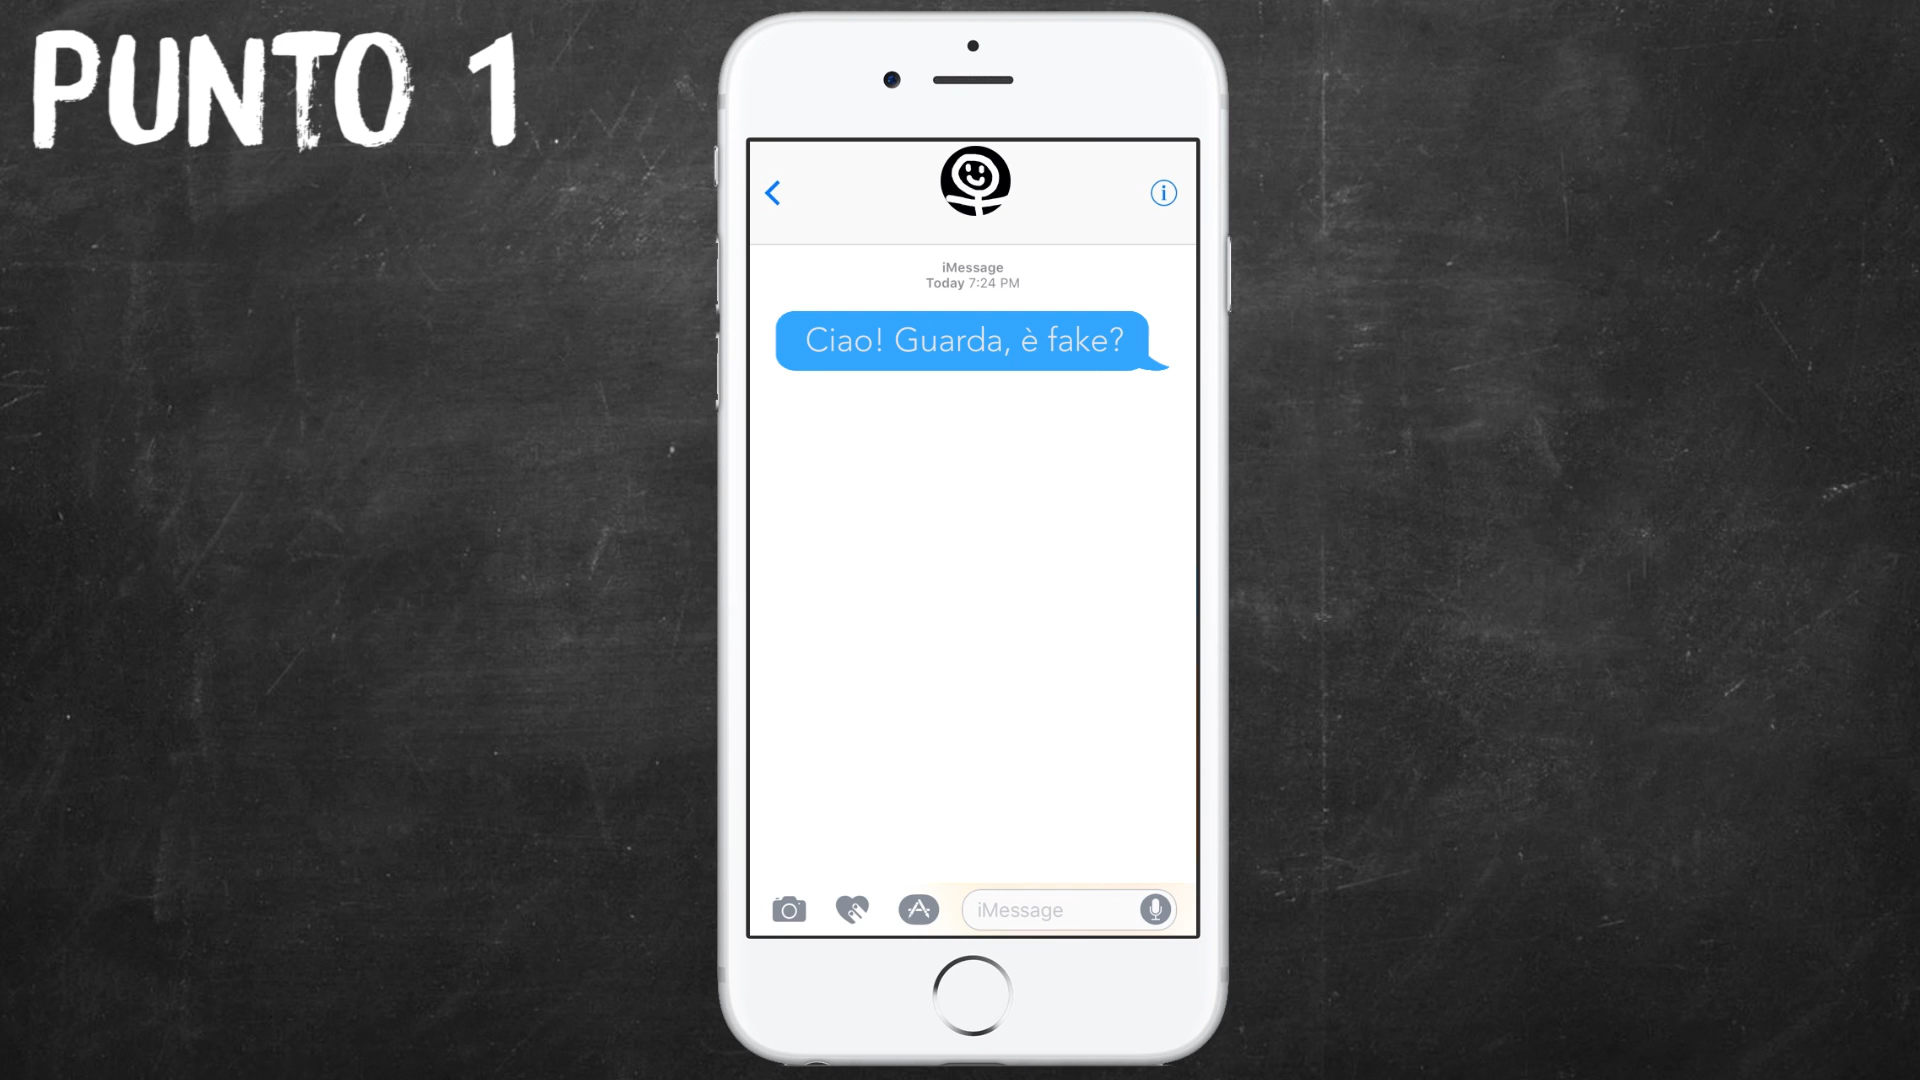 PUNTO 1
iMessage
Today 7:24 PM
Ciao! Guarda, è fake?
iMessage